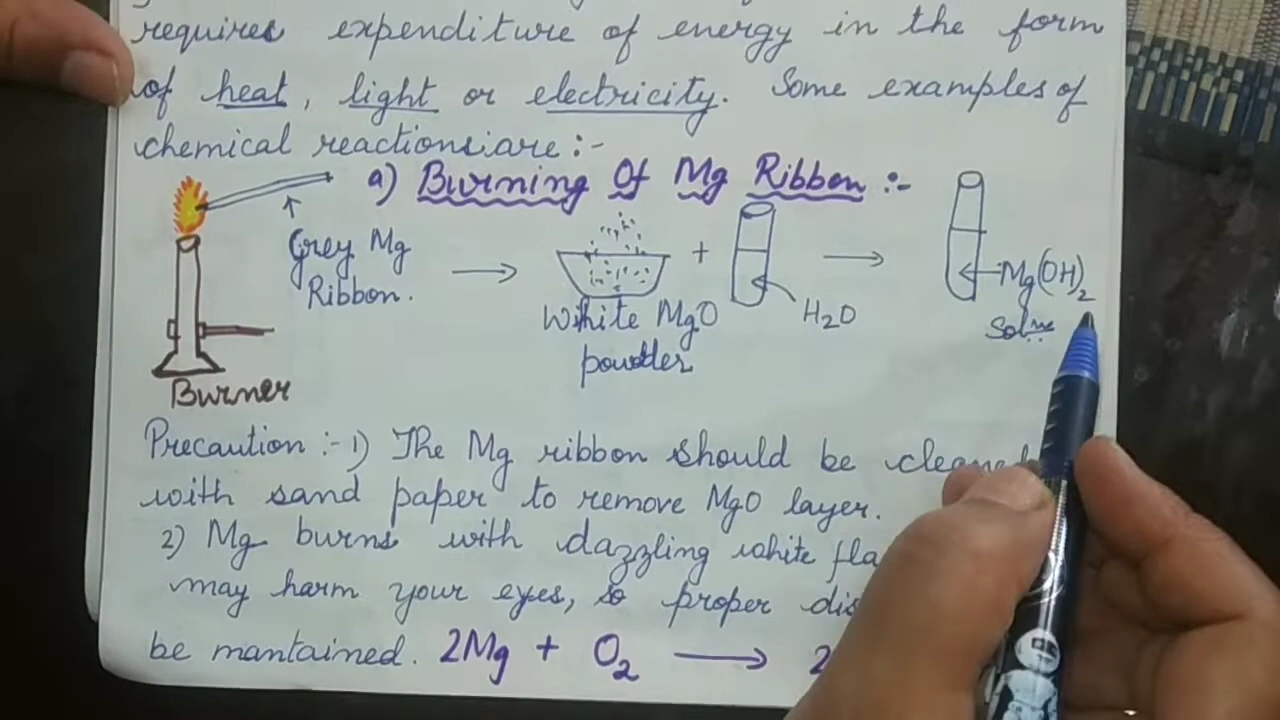 requires expenditure of energy in the form
of heat, light or electricity. Some examples of
chemical reactions are :-
a) Burning Of Mg Ribbon :-
Grey Mg
Ribbon.
Burner
White MgO
powder
+
H2O
Mg(OH)2
Soln
Precaution :- 1) The Mg ribbon should be cleaned
with sand paper to remove MgO layer.
2) Mg burns with dazzling white
may harm your eyes, so proper
be mantained. 2Mg + O2 → 2